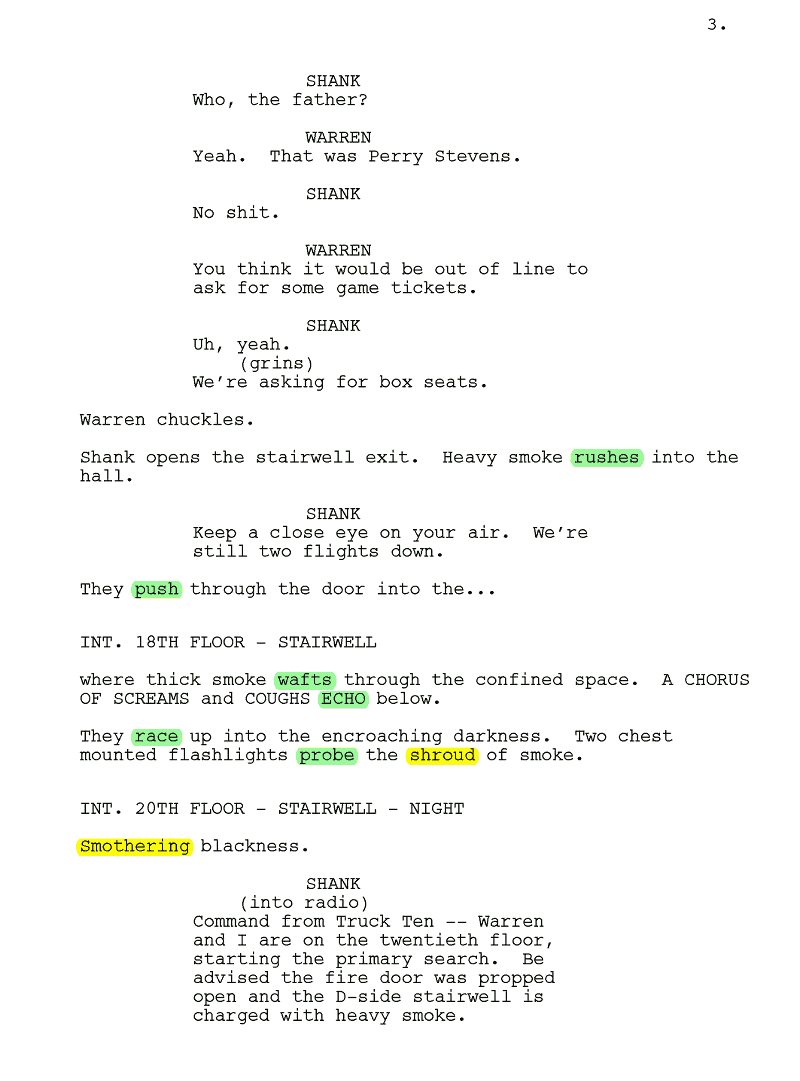 3.
SHANK
Who, the father?
WARREN
Yeah.  That was Perry Stevens.
SHANK
No shit.
WARREN
You think it would be out of line to
ask for some game tickets.
SHANK
Uh, yeah.
(grins)
We're asking for box seats.
Warren chuckles.
Shank opens the stairwell exit.  Heavy smoke rushes into the
hall.
SHANK
Keep a close eye on your air.  We're
still two flights down.
They push through the door into the...
INT. 18TH FLOOR - STAIRWELL
where thick smoke wafts through the confined space.  A CHORUS
OF SCREAMS and COUGHS ECHO below.
They race up into the encroaching darkness.  Two chest
mounted flashlights probe the shroud of smoke.
INT. 20TH FLOOR - STAIRWELL - NIGHT
Smothering blackness.
SHANK
(into radio)
Command from Truck Ten -- Warren
and I are on the twentieth floor,
starting the primary search.  Be
advised the fire door was propped
open and the D-side stairwell is
charged with heavy smoke.